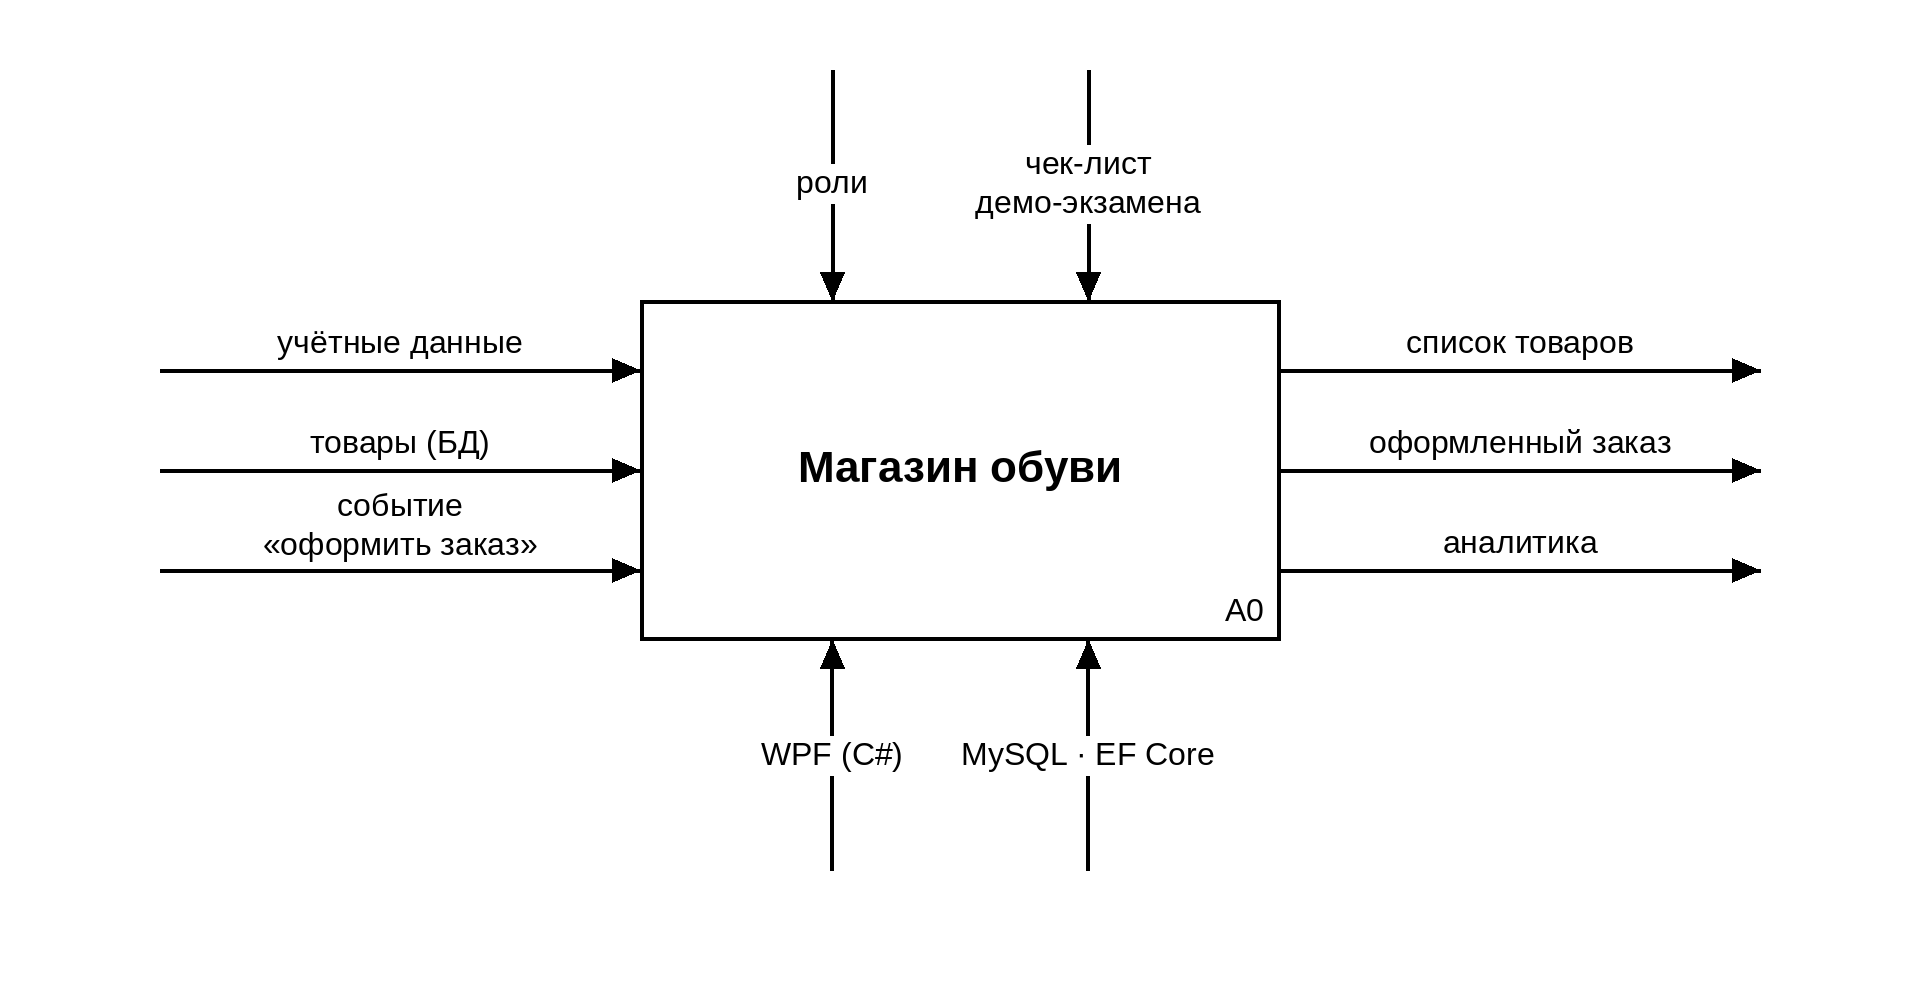 роли
чек-лист
демо-экзамена
учётные данные
список товаров
товары (БД)
оформленный заказ
Магазин обуви
событие
«оформить заказ»
аналитика
A0
WPF (C#)
MySQL · EF Core